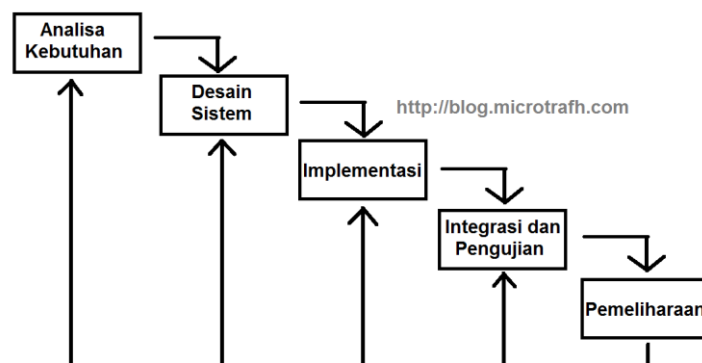 Analisa
Kebutuhan
Desain
Sistem
http://blog.microtrafh.com
Implementasi
Integrasi dan
Pengujian
Pemeliharaan